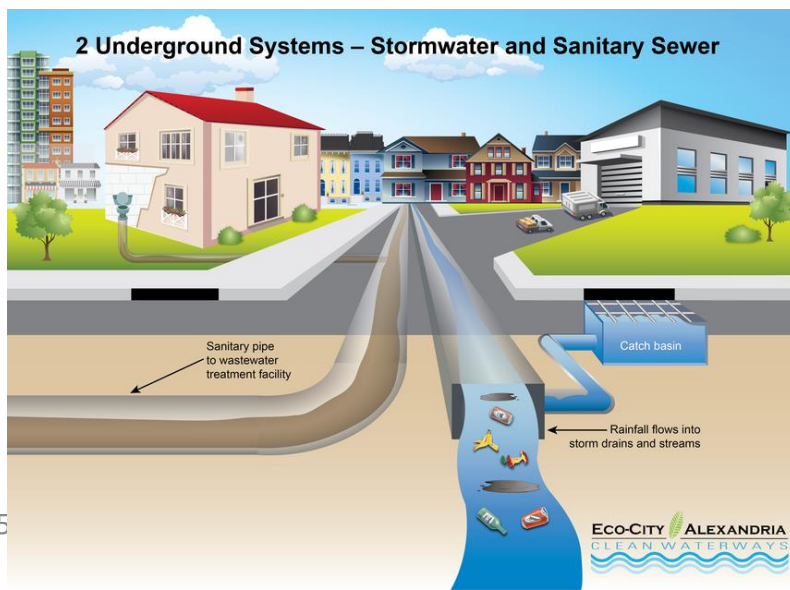 2 Underground Systems – Stormwater and Sanitary Sewer
Sanitary pipe
to wastewater
treatment facility
Catch basin
Rainfall flows into
storm drains and streams
5
ECO-CITY ALEXANDRIA
CLEAN WATERWAYS